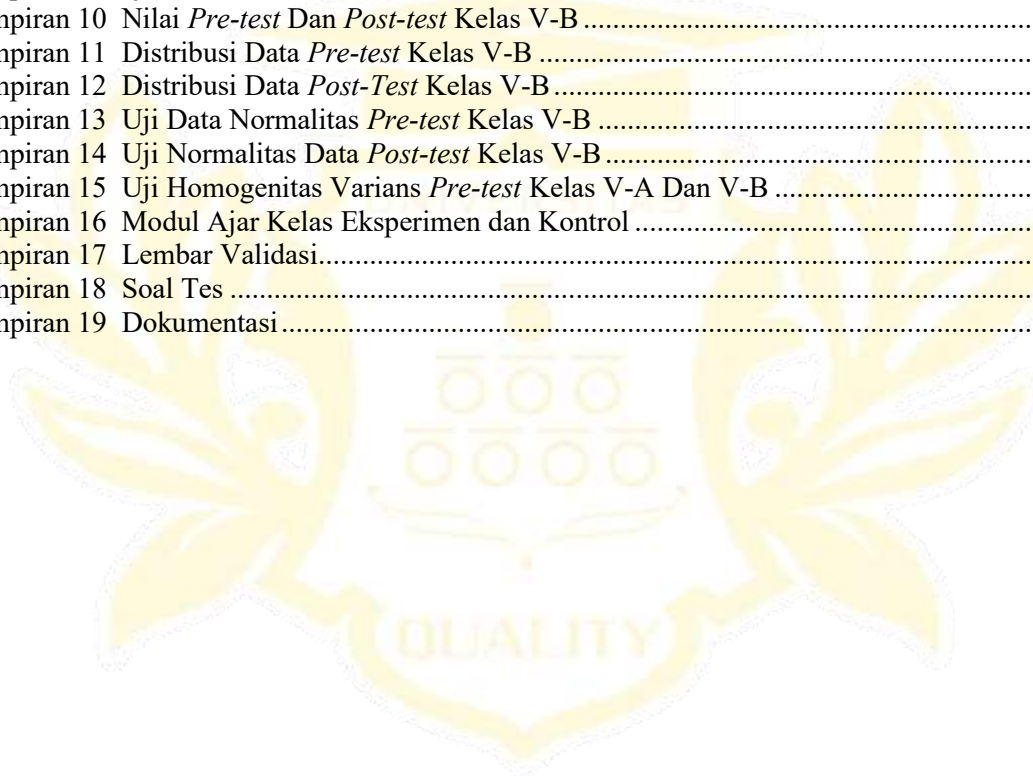 npiran 10 Nilai Pre-test Dan Post-test Kelas V-B
npiran 11 Distribusi Data Pre-test Kelas V-B
npiran 12 Distribusi Data Post-Test Kelas V-B
npiran 13 Uji Data Normalitas Pre-test Kelas V-B
npiran 14 Uji Normalitas Data Post-test Kelas V-B
npiran 15 Uji Homogenitas Varians Pre-test Kelas V-A Dan V-B
npiran 16 Modul Ajar Kelas Eksperimen dan Kontrol
npiran 17 Lembar Validasi
npiran 18 Soal Tes
npiran 19 Dokumentasi
UNIVERSITAS
QUALITY